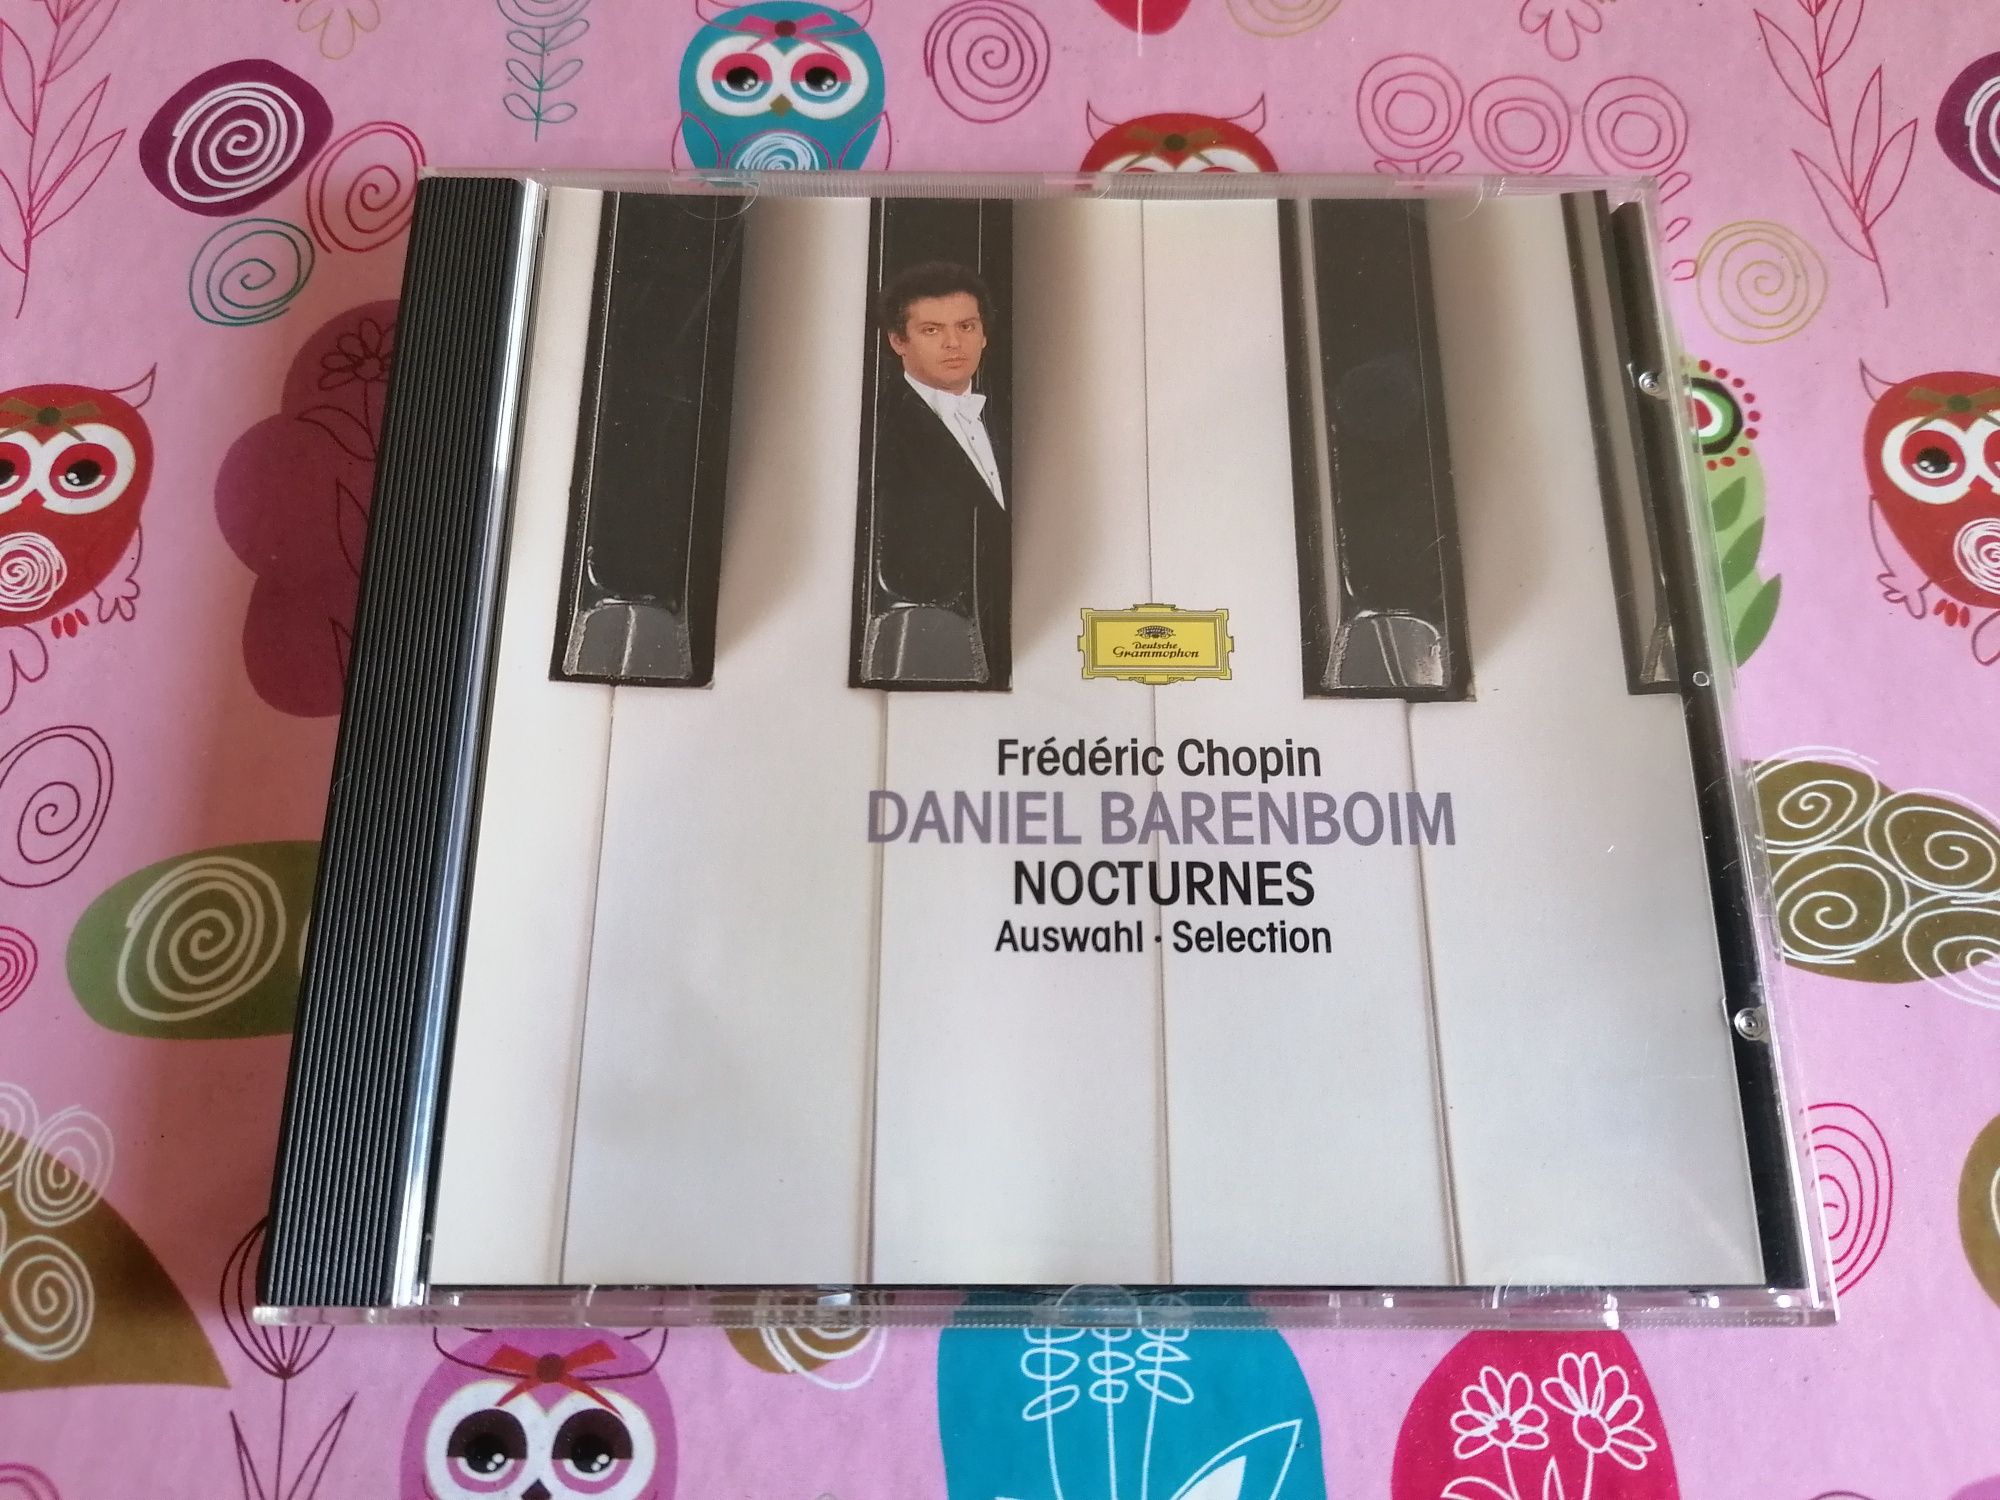 Deutsche
Grammophon
Frédéric Chopin
DANIEL BARENBOIM
NOCTURNES
Auswahl · Selection